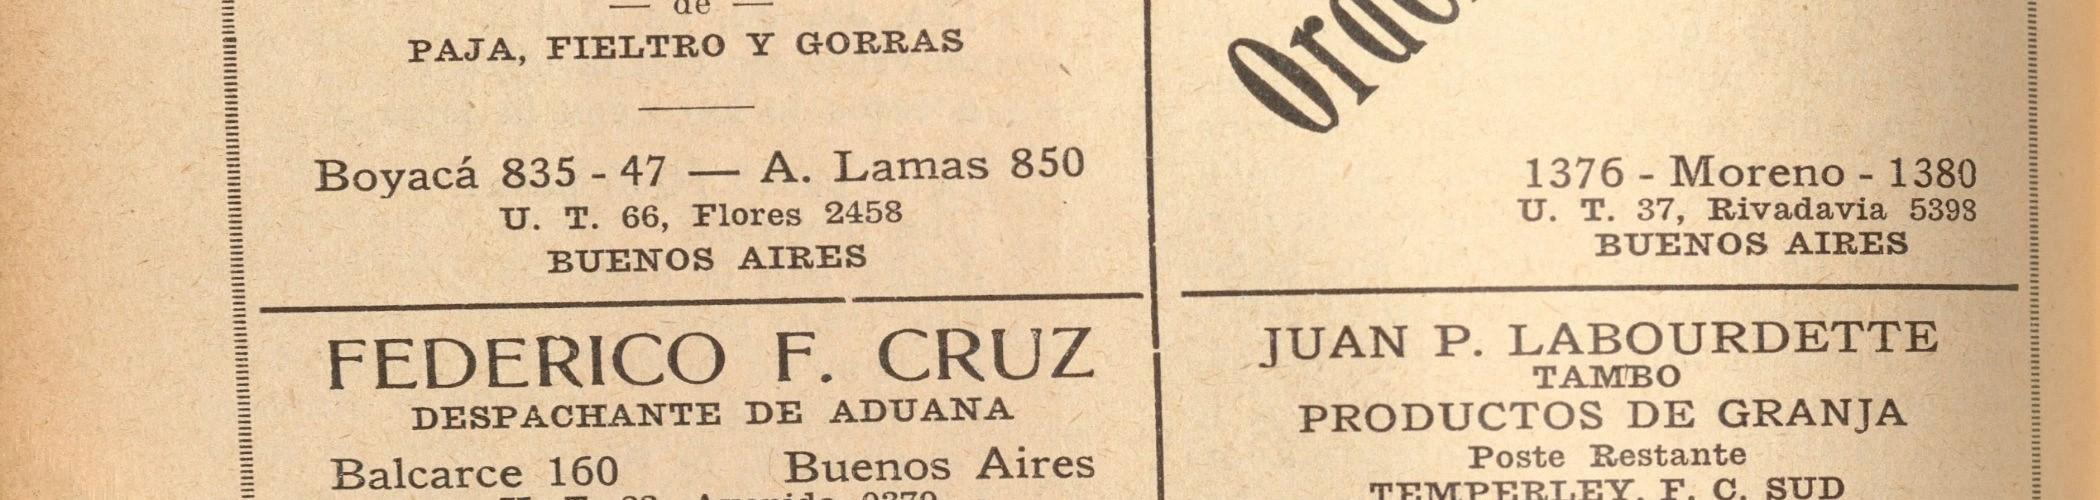 — de —
PAJA, FIELTRO Y GORRAS
Boyacá 835 - 47 — A. Lamas 850
U. T. 66, Flores 2458
BUENOS AIRES
1376 - Moreno - 1380
U. T. 37, Rivadavia 5398
BUENOS AIRES
FEDERICO F. CRUZ
DESPACHANTE DE ADUANA
Balcarce 160 Buenos Aires
JUAN P. LABOURDETTE
TAMBO
PRODUCTOS DE GRANJA
Poste Restante
TEMPERLEY, F. C. SUD